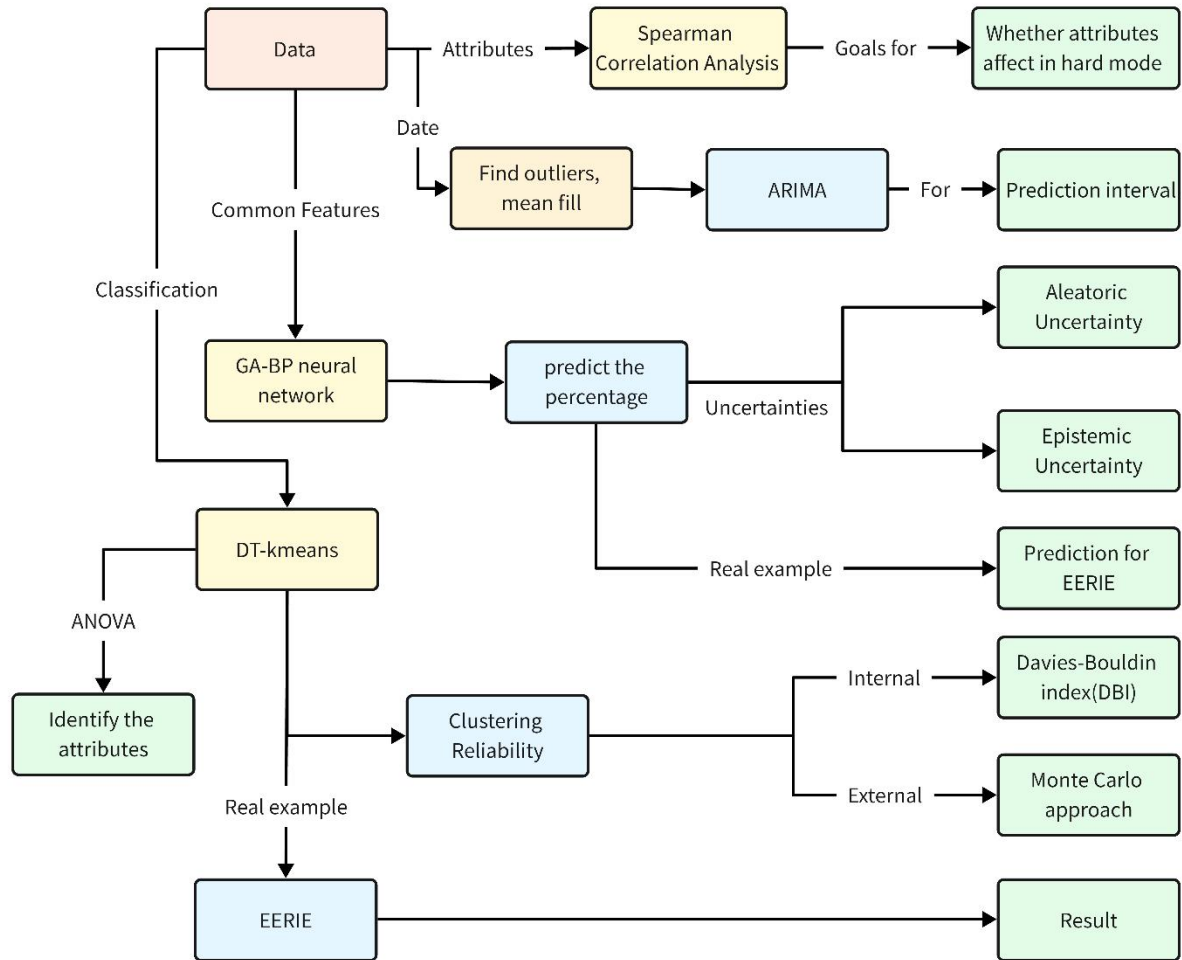 Data
Attributes
Spearman
Correlation Analysis
Goals for
Whether attributes
affect in hard mode
Date
Find outliers,
mean fill
ARIMA
For
Prediction interval
Common Features
Classification
Aleatoric
Uncertainty
GA-BP neural
network
predict the
percentage
Uncertainties
Epistemic
Uncertainty
DT-kmeans
Real example
Prediction for
EERIE
ANOVA
Identify the
attributes
Clustering
Reliability
Internal
Davies-Bouldin
index(DBI)
External
Monte Carlo
approach
Real example
EERIE
Result